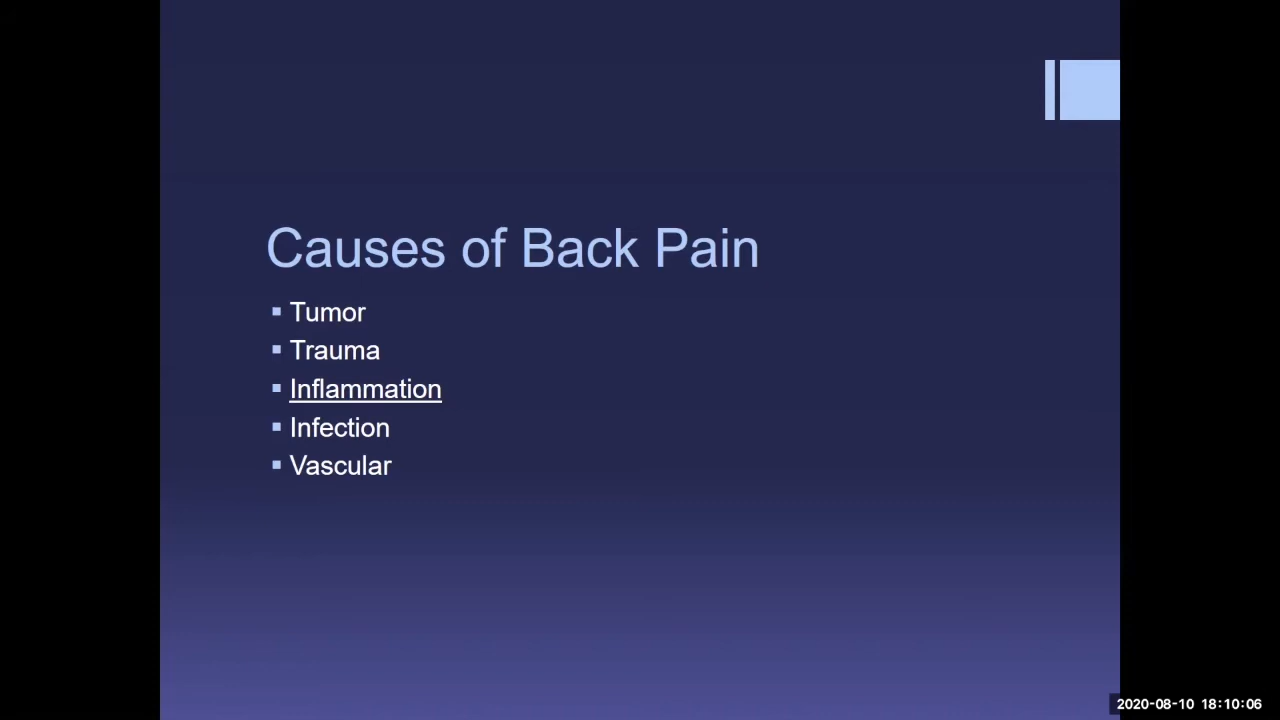 Causes of Back Pain
Tumor
Trauma
Inflammation
Infection
Vascular
2020-08-10 18:10:06